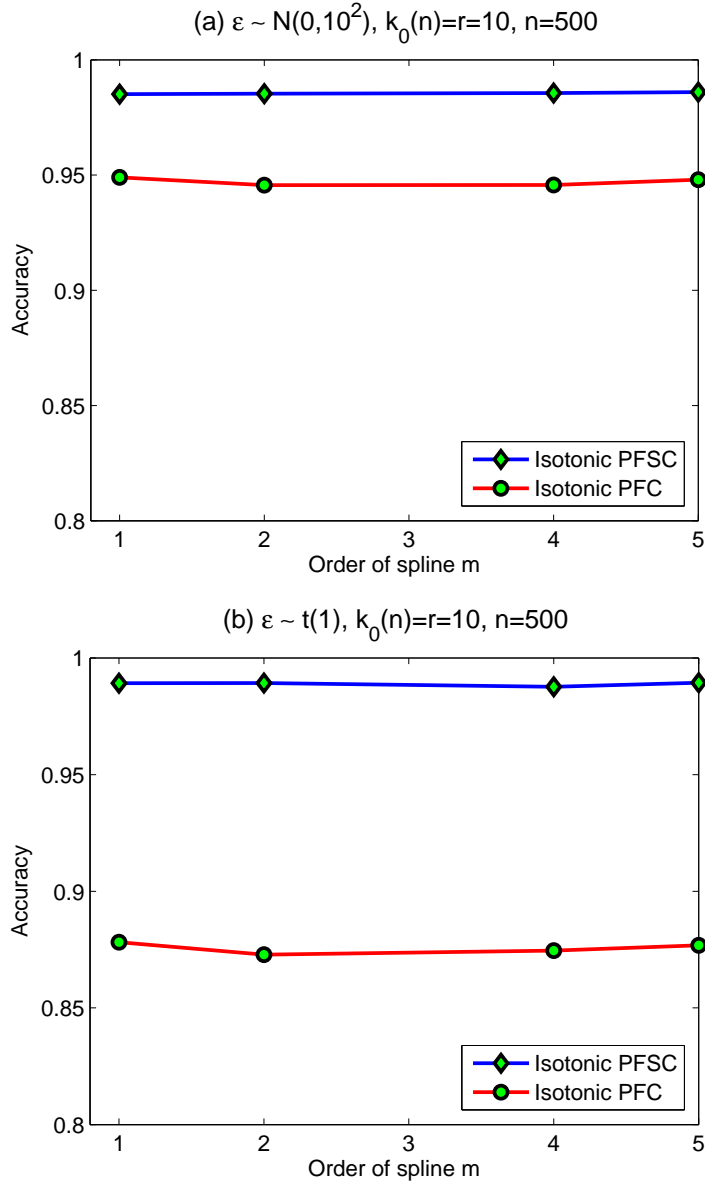 (a) ε ~ N(0,10²), k₀(n)=r=10, n=500
1
0.95
0.9
0.85
0.8
Accuracy
Isotonic PFSC
Isotonic PFC
1 2 3 4 5
Order of spline m
(b) ε ~ t(1), k₀(n)=r=10, n=500
1
0.95
0.9
0.85
0.8
Accuracy
Isotonic PFSC
Isotonic PFC
1 2 3 4 5
Order of spline m